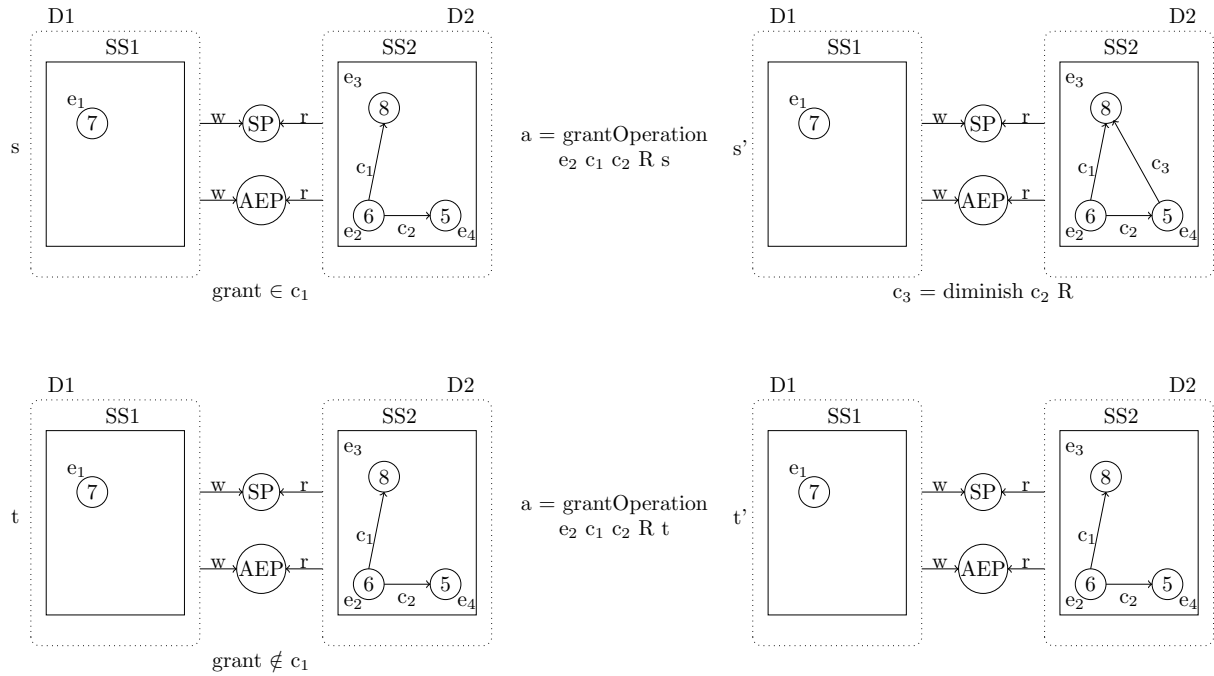 D1 D2 D1 D2
SS1 SS2 SS1 SS2
e₃ e₃
e₁ 8 e₁ 8
7 w SP r a = grantOperation 7 w SP r
s c₁ e₂ c₁ c₂ R s s' c₁ c₃
w AEP r w AEP r
6 5 6 5
e₂ c₂ e₄ e₂ c₂ e₄
grant ∈ c₁ c₃ = diminish c₂ R
D1 D2 D1 D2
SS1 SS2 SS1 SS2
e₃ e₃
e₁ 8 e₁ 8
7 w SP r a = grantOperation 7 w SP r
t c₁ e₂ c₁ c₂ R t t' c₁
w AEP r w AEP r
6 5 6 5
e₂ c₂ e₄ e₂ c₂ e₄
grant ∉ c₁